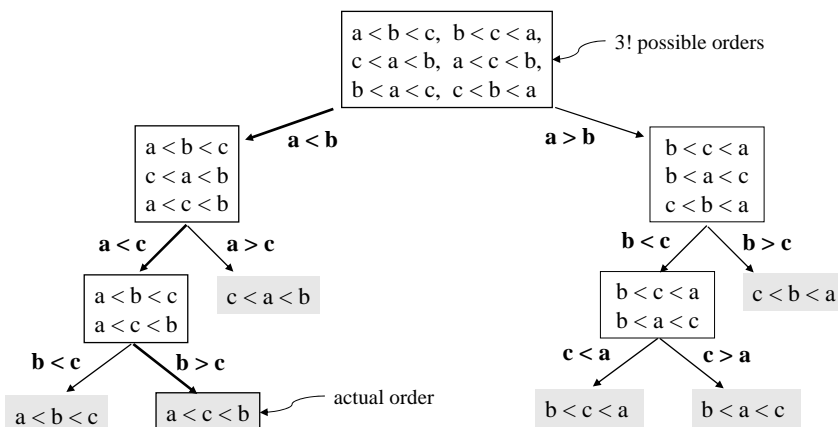 a < b < c,  b < c < a,
c < a < b,  a < c < b,
b < a < c,  c < b < a
3! possible orders
a < b
a > b
a < b < c
c < a < b
a < c < b
b < c < a
b < a < c
c < b < a
a < c
a > c
b < c
b > c
a < b < c
a < c < b
c < a < b
b < c < a
b < a < c
c < b < a
b < c
b > c
c < a
c > a
a < b < c
a < c < b
actual order
b < c < a
b < a < c